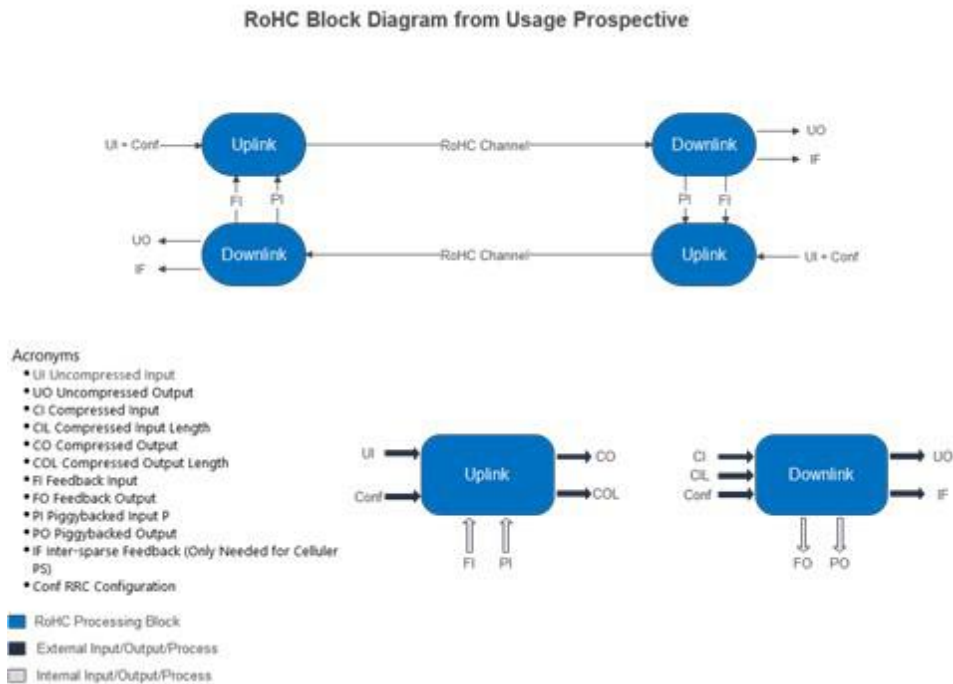 RoHC Block Diagram from Usage Prospective
UI + Conf
Uplink
RoHC Channel
Downlink
UO
IF
FI
PI
PI
FI
UO
IF
Downlink
RoHC Channel
Uplink
UI + Conf
Acronyms
• UI Uncompressed Input
• UO Uncompressed Output
• CI Compressed Input
• CIL Compressed Input Length
• CO Compressed Output
• COL Compressed Output Length
• FI Feedback Input
• FO Feedback Output
• PI Piggybacked Input P
• PO Piggybacked Output
• IF Inter-sparse Feedback (Only Needed for Celluler
PS)
• Conf RRC Configuration
UI
Conf
Uplink
CO
COL
FI
PI
CI
CIL
Conf
Downlink
UO
IF
FO
PO
RoHC Processing Block
External Input/Output/Process
Internal Input/Output/Process